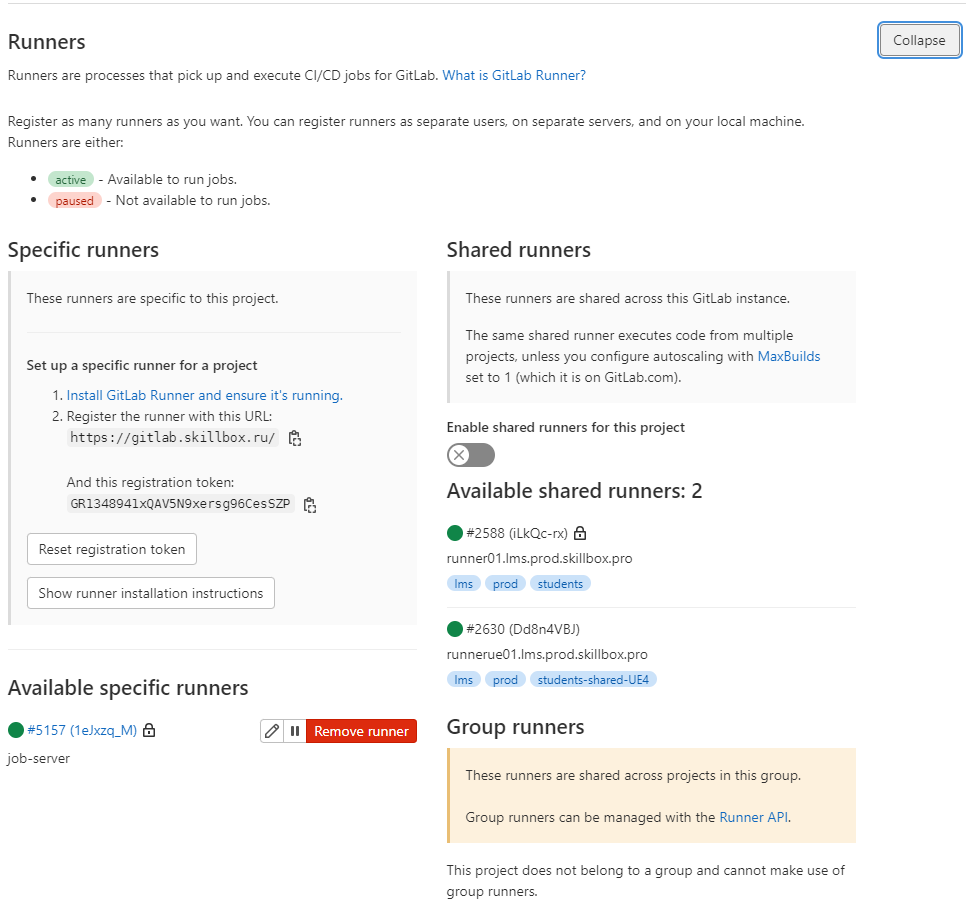 Runners
Collapse
Runners are processes that pick up and execute CI/CD jobs for GitLab. What is GitLab Runner?
Register as many runners as you want. You can register runners as separate users, on separate servers, and on your local machine.
Runners are either:
active - Available to run jobs.
paused - Not available to run jobs.
Specific runners
These runners are specific to this project.
Set up a specific runner for a project
1. Install GitLab Runner and ensure it's running.
2. Register the runner with this URL:
https://gitlab.skillbox.ru/
And this registration token:
GR1348941xQAV5N9xersg96CesSZP
Reset registration token
Show runner installation instructions
Available specific runners
#5157 (1eJxzq_M)
Remove runner
job-server
Shared runners
These runners are shared across this GitLab instance.
The same shared runner executes code from multiple
projects, unless you configure autoscaling with MaxBuilds
set to 1 (which it is on GitLab.com).
Enable shared runners for this project
Available shared runners: 2
#2588 (iLkQc-rx)
runner01.lms.prod.skillbox.pro
lms prod students
#2630 (Dd8n4VBJ)
runnerue01.lms.prod.skillbox.pro
lms prod students-shared-UE4
Group runners
These runners are shared across projects in this group.
Group runners can be managed with the Runner API.
This project does not belong to a group and cannot make use of
group runners.